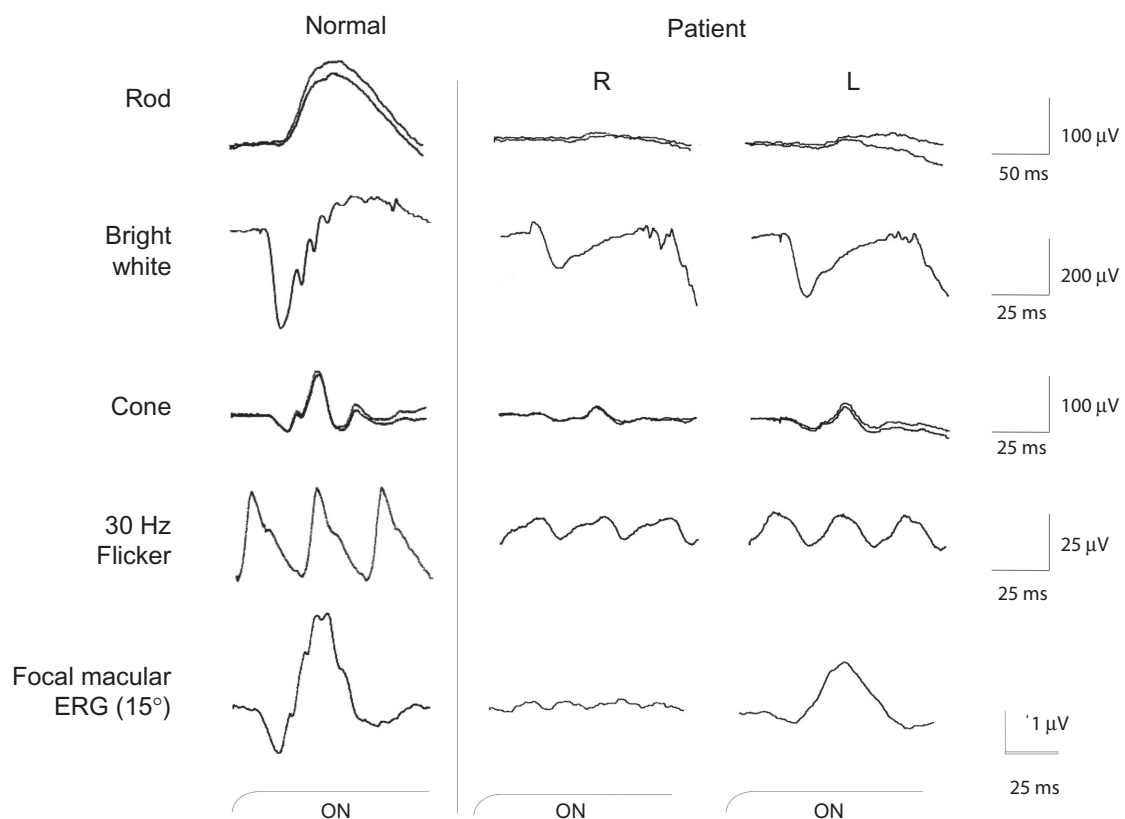 Normal
Patient
R
L
Rod
100 µV
50 ms
Bright
white
200 µV
25 ms
Cone
100 µV
25 ms
30 Hz
Flicker
25 µV
25 ms
Focal macular
ERG (15°)
1 µV
25 ms
ON
ON
ON